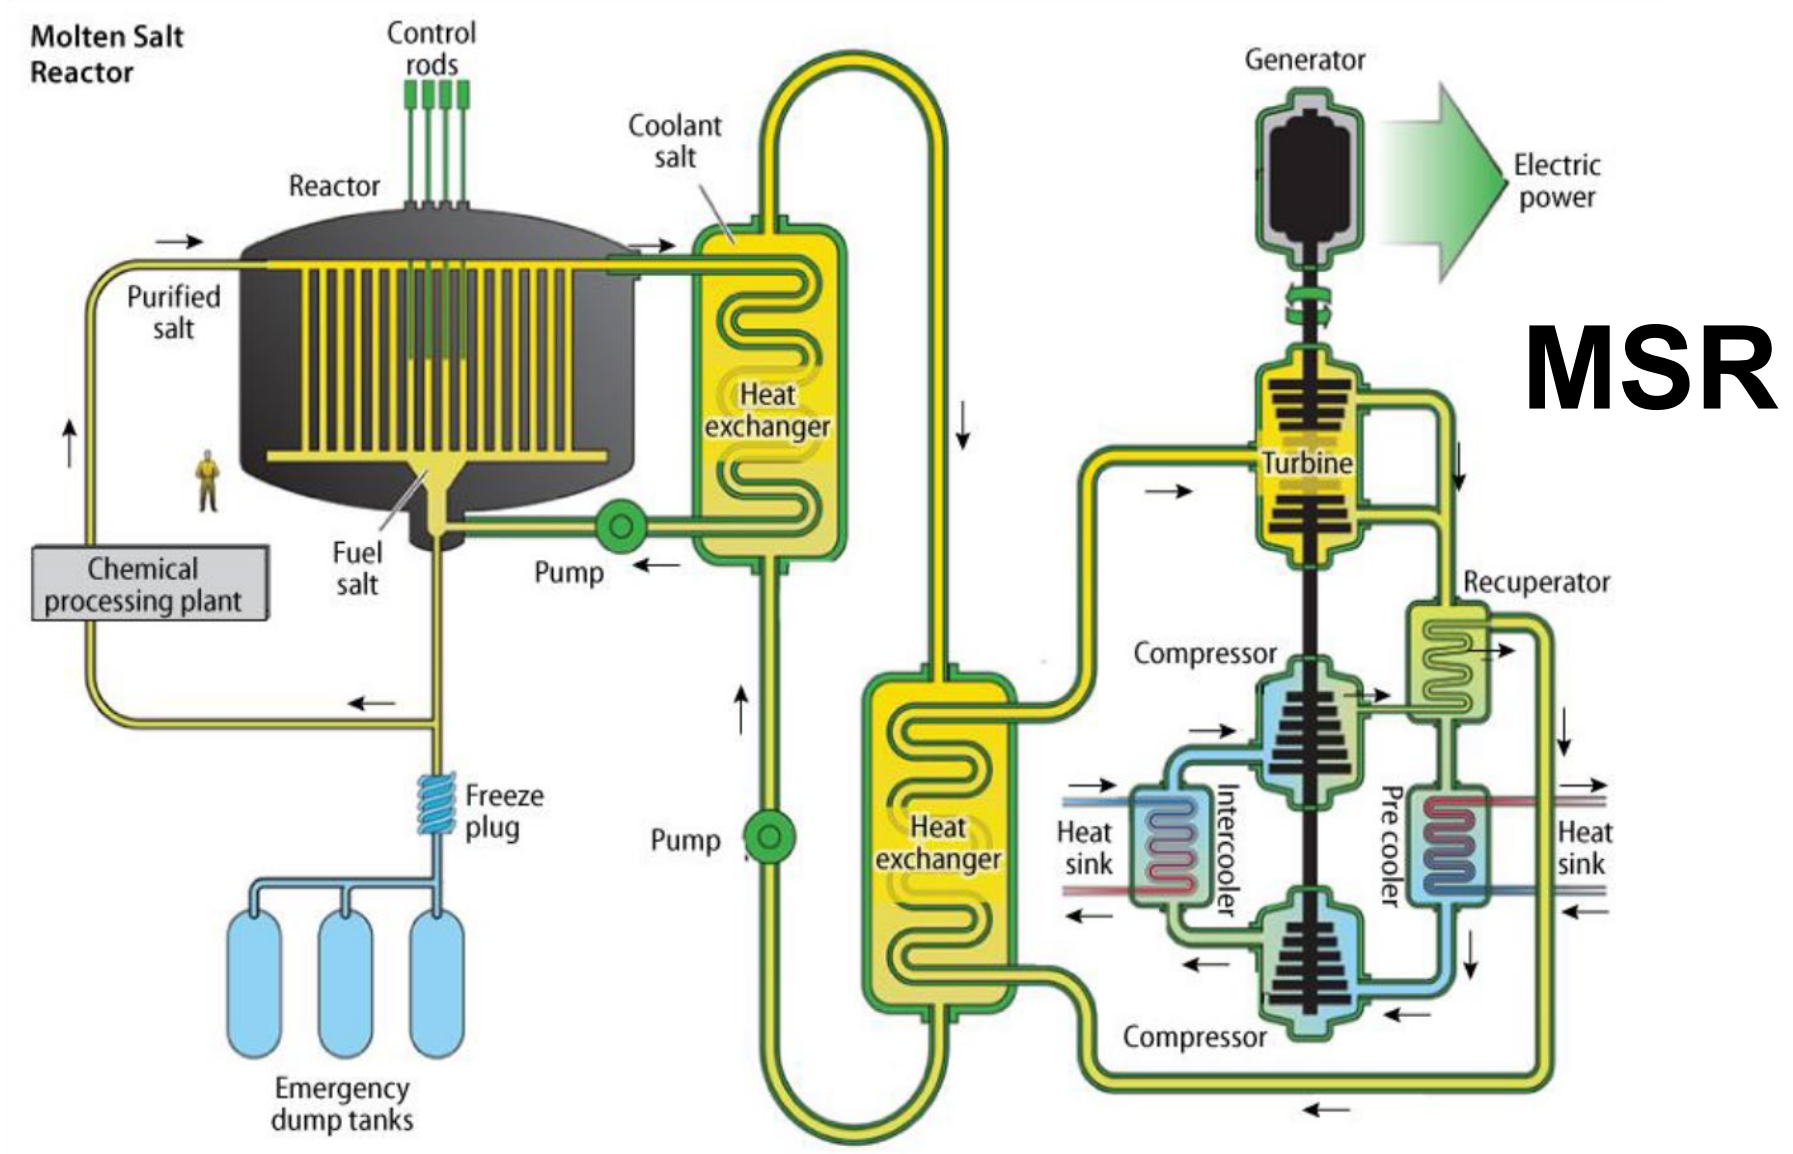 Molten Salt
Reactor
Control
rods
Reactor
Coolant
salt
Generator
Electric
power
MSR
Purified
salt
Heat
exchanger
Turbine
Fuel
salt
Pump
Chemical
processing plant
Recuperator
Compressor
Freeze
plug
Pump
Heat
exchanger
Heat
sink
Intercooler
Pre cooler
Heat
sink
Compressor
Emergency
dump tanks